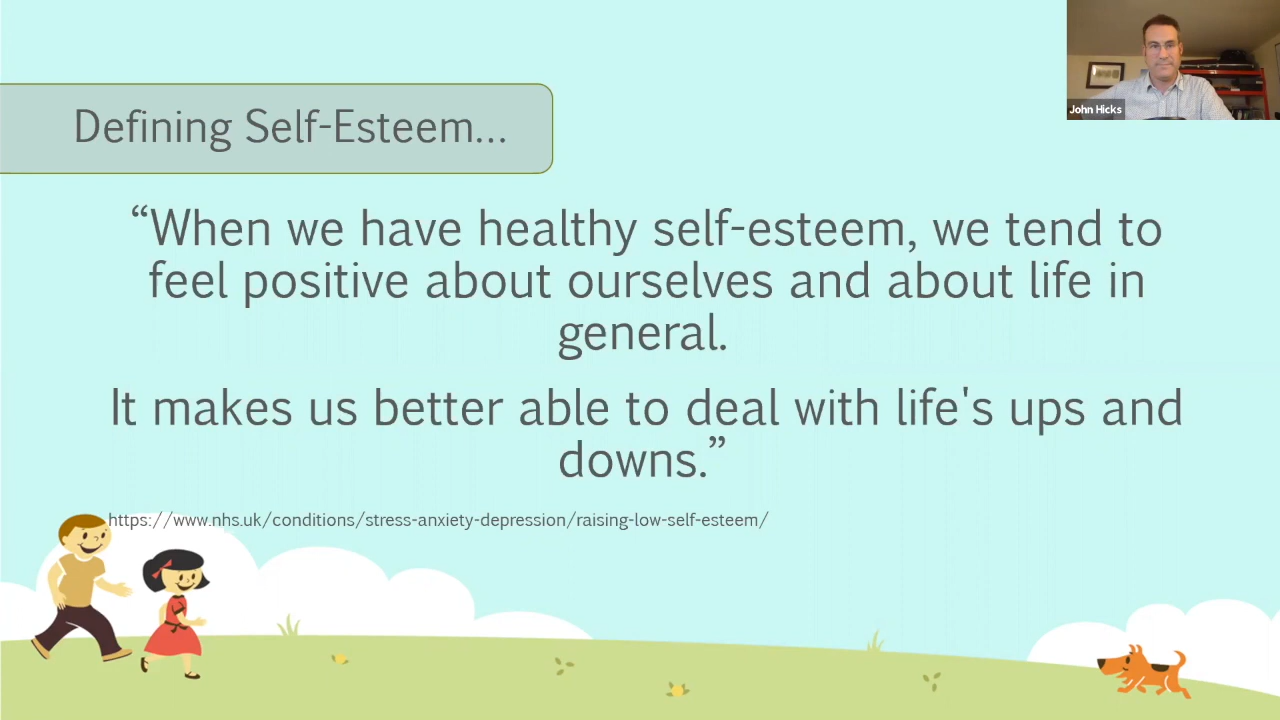 Defining Self-Esteem...
John Hicks
“When we have healthy self-esteem, we tend to
feel positive about ourselves and about life in
general.
It makes us better able to deal with life's ups and
downs.”
https://www.nhs.uk/conditions/stress-anxiety-depression/raising-low-self-esteem/